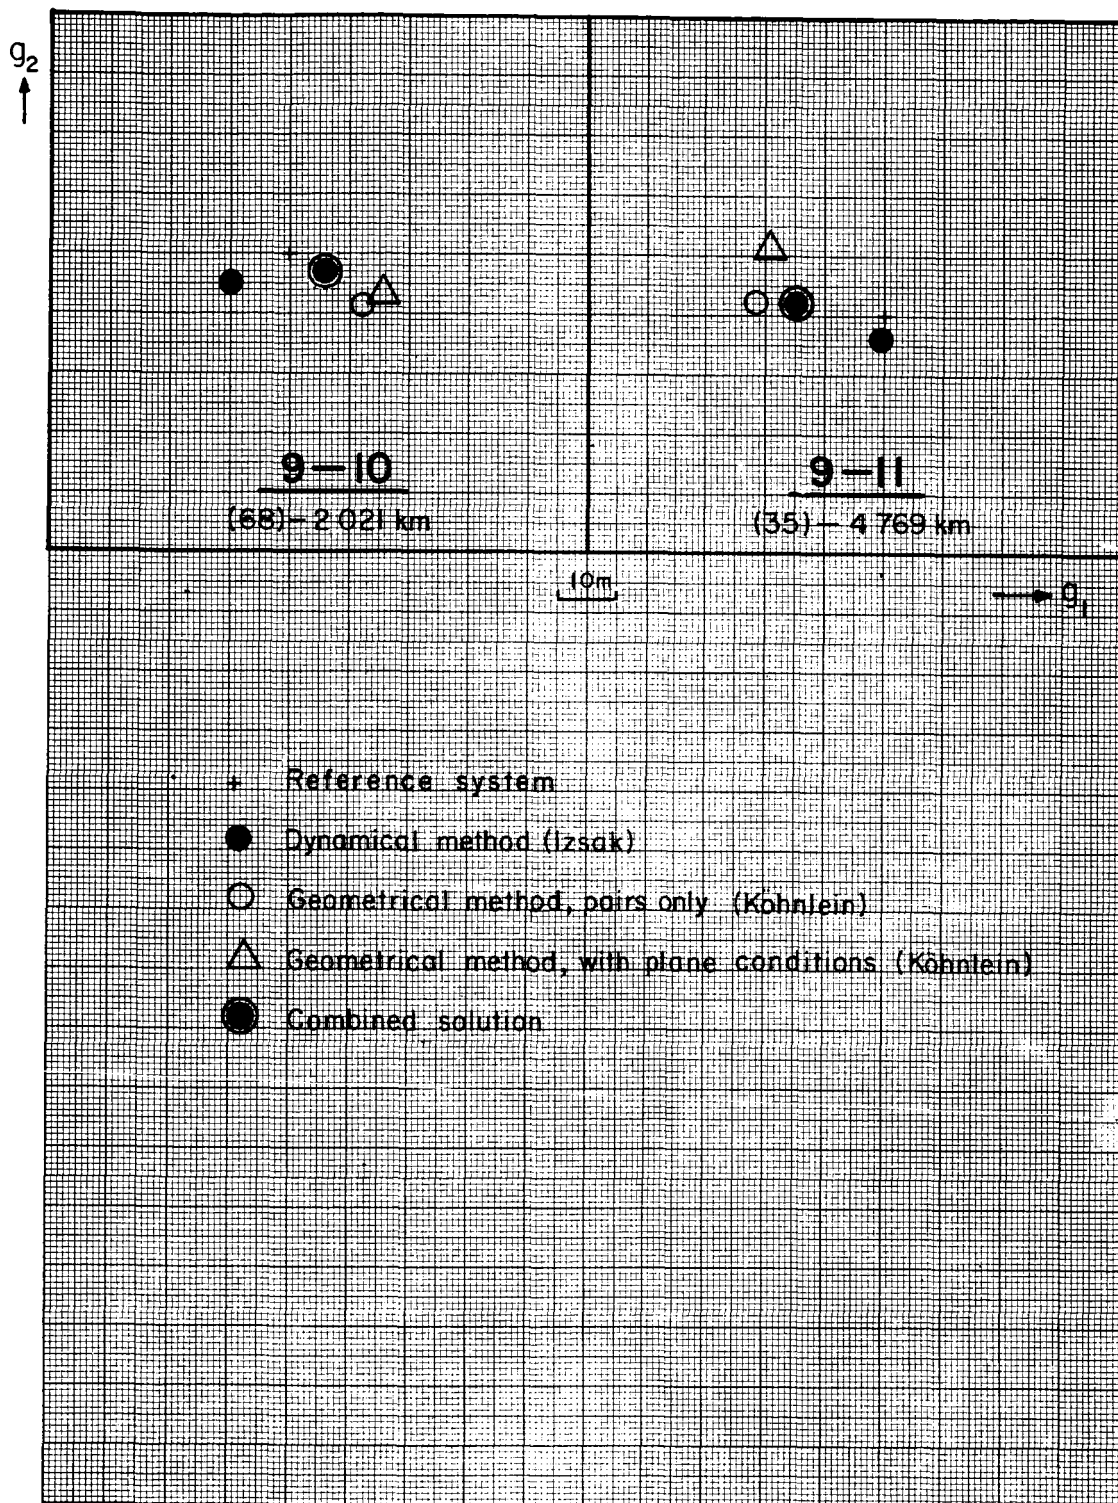 g₂
9–10
(68)– 2 021 km
9–11
(35)– 4 769 km
10m
g₁
Reference system
Dynamical method (Izsak)
Geometrical method, pairs only (Köhnlein)
Geometrical method, with plane conditions (Köhnlein)
Combined solution